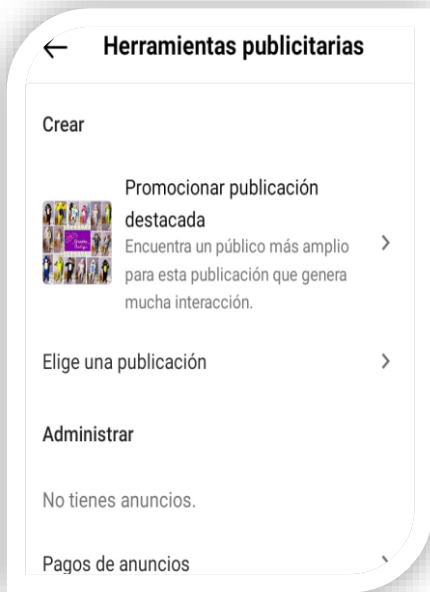 Herramientas publicitarias
Crear
Promocionar publicación
destacada
Encuentra un público más amplio
para esta publicación que genera
mucha interacción.
Elige una publicación
Administrar
No tienes anuncios.
Pagos de anuncios